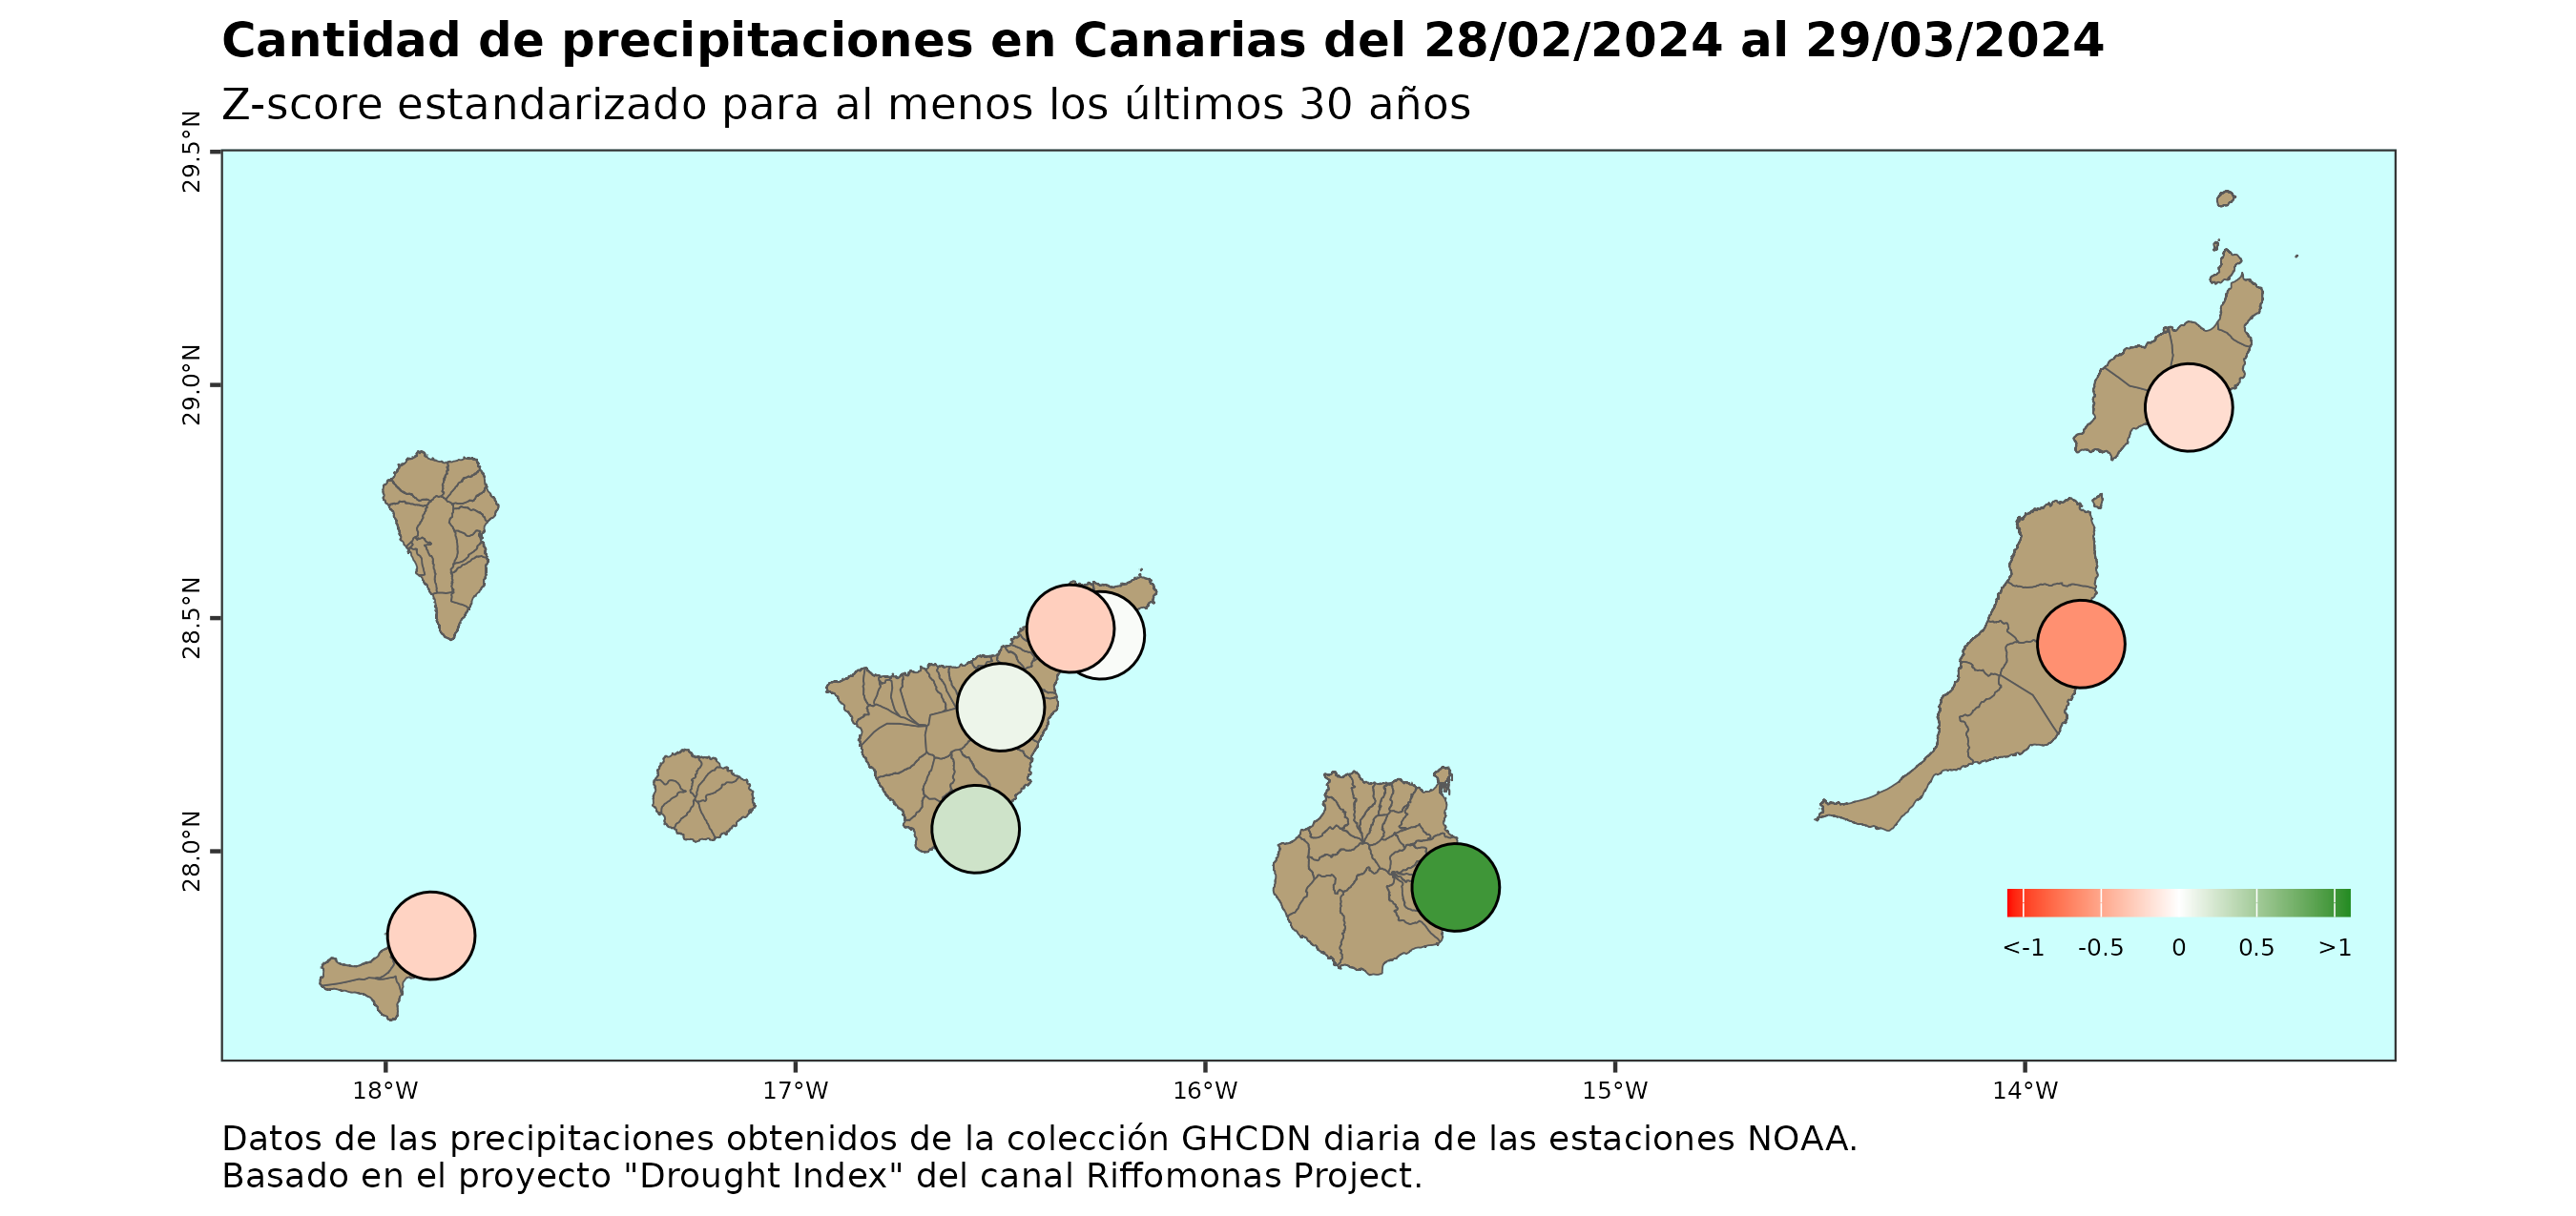 Cantidad de precipitaciones en Canarias del 28/02/2024 al 29/03/2024
Z-score estandarizado para al menos los últimos 30 años
29.5°N
29.0°N
28.5°N
28.0°N
<-1 -0.5 0 0.5 >1
18°W 17°W 16°W 15°W 14°W
Datos de las precipitaciones obtenidos de la colección GHCDN diaria de las estaciones NOAA.
Basado en el proyecto "Drought Index" del canal Riffomonas Project.